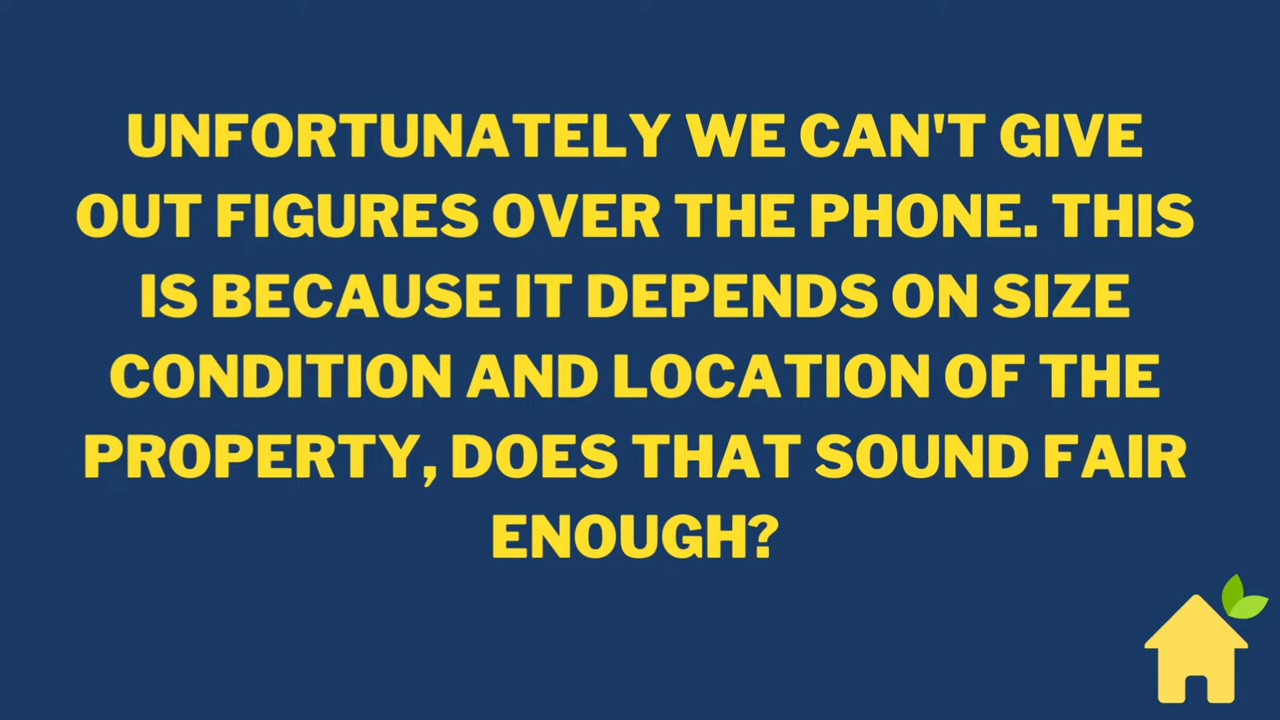 UNFORTUNATELY WE CAN'T GIVE
OUT FIGURES OVER THE PHONE. THIS
IS BECAUSE IT DEPENDS ON SIZE
CONDITION AND LOCATION OF THE
PROPERTY, DOES THAT SOUND FAIR
ENOUGH?